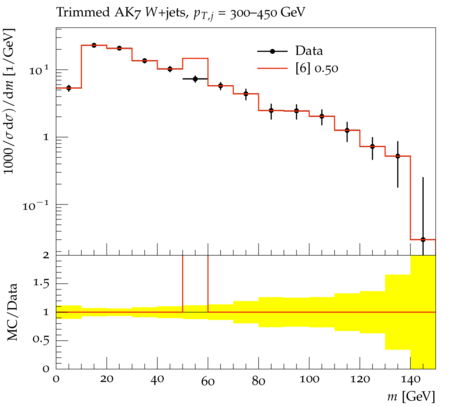 Trimmed AK7 W+jets, p_{T,j} = 300–450 GeV
1000/σ dσ)/dm [1/GeV]
10¹
1
10⁻¹
Data
[6] 0.50
MC/Data
2
1.5
1
0.5
0
0 20 40 60 80 100 120 140
m [GeV]